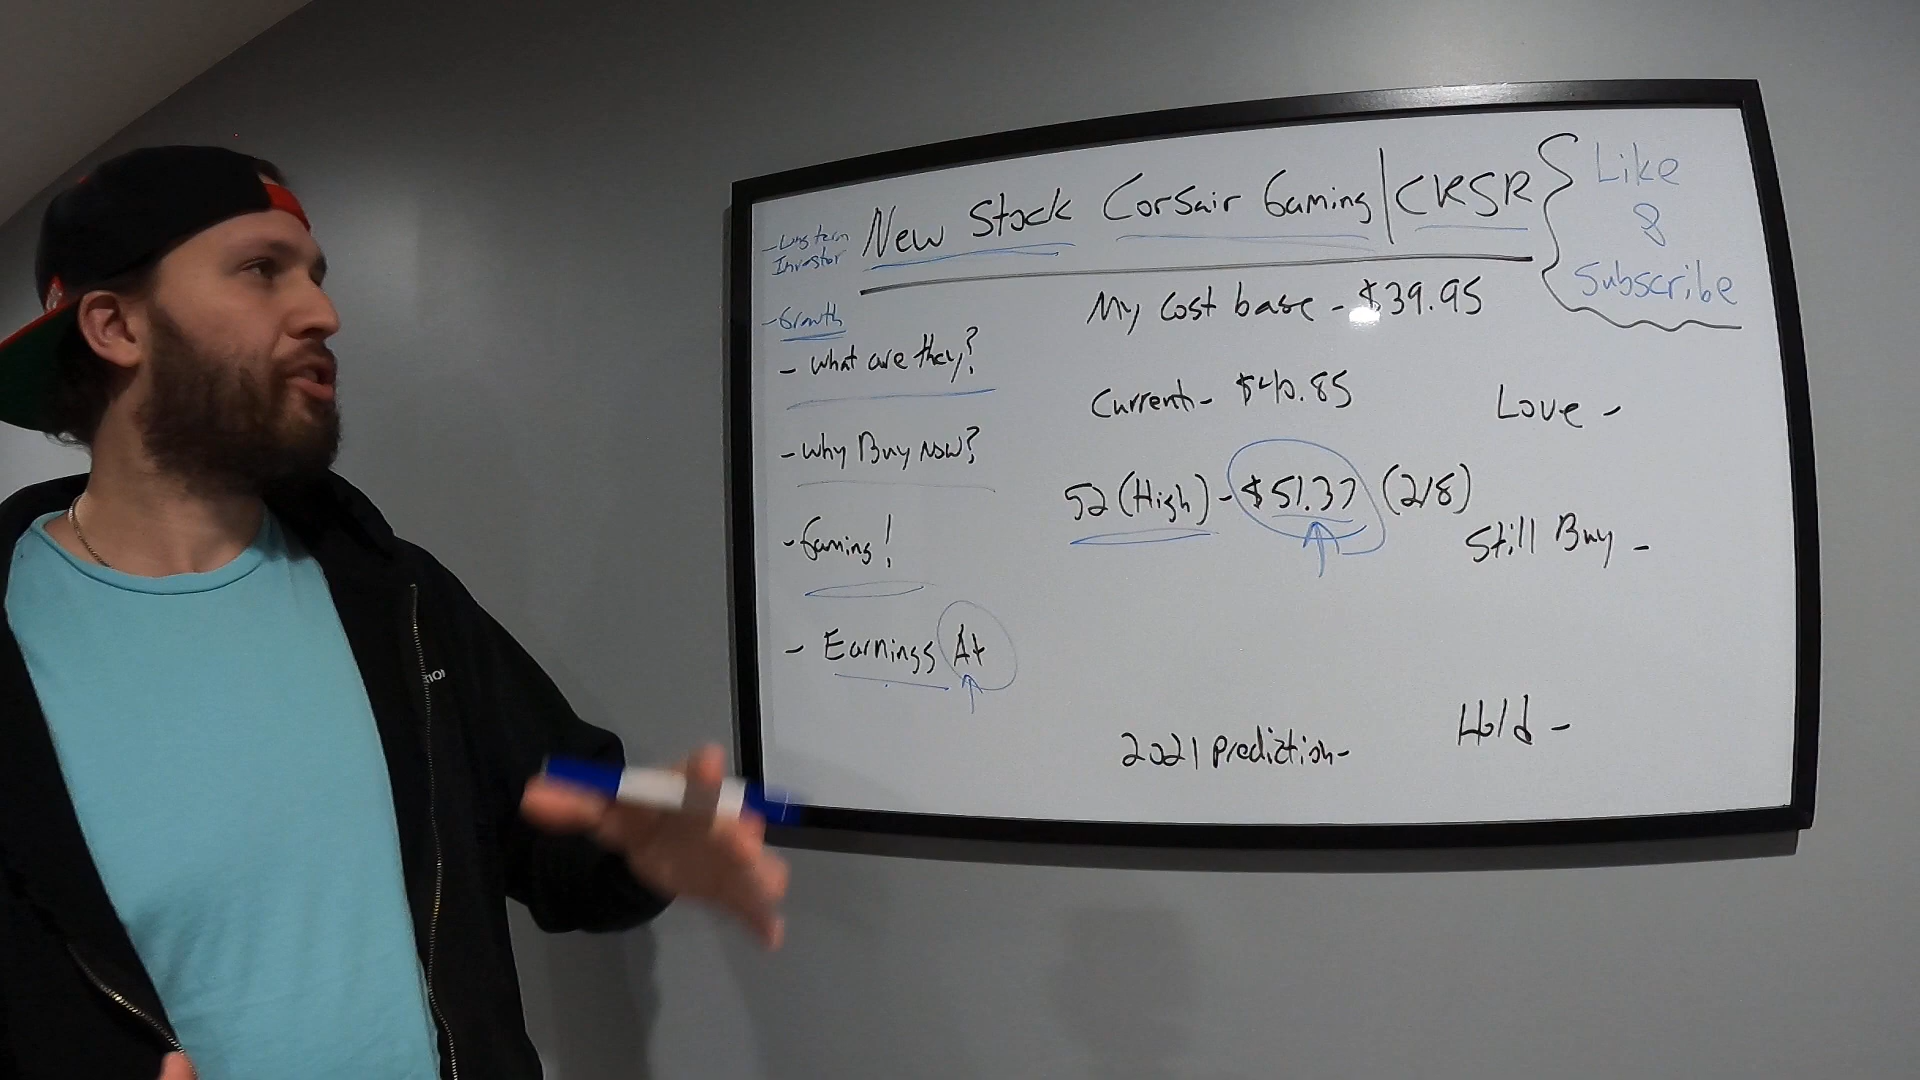 New Stock Corsair Gaming | CRSR
Like
&
Subscribe
- Long term
Investor
- Growth
- What are they?
- Why Buy Now?
- Gaming!
- Earnings At
My Cost base - $39.95
Current - $40.85
52 (High) - $51.37 (2/8)
2021 Prediction -
Love -
Still Buy -
Hold -